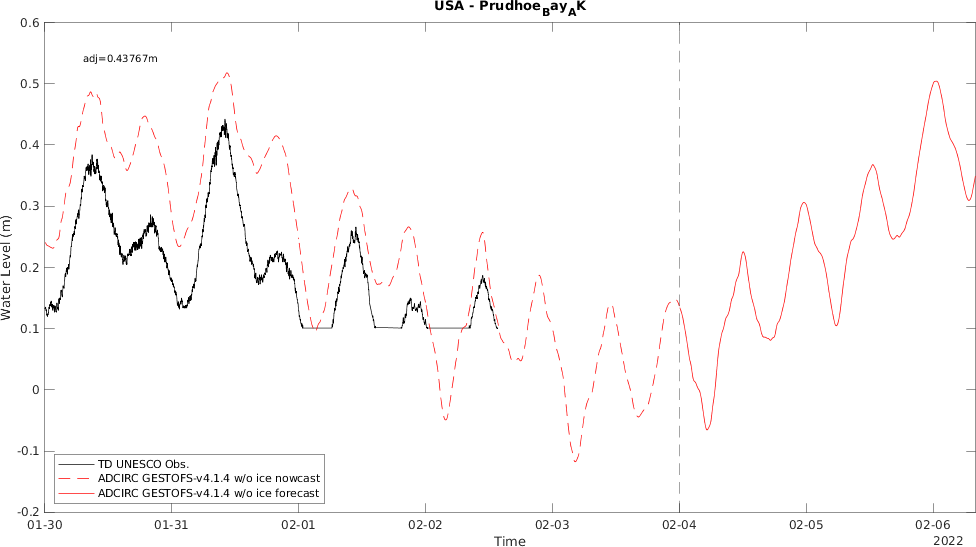 USA - Prudhoe_Bay_AK
adj=0.43767m
0.6
0.5
0.4
0.3
0.2
0.1
0
-0.1
-0.2
Water Level (m)
TD UNESCO Obs.
ADCIRC GESTOFS-v4.1.4 w/o ice nowcast
ADCIRC GESTOFS-v4.1.4 w/o ice forecast
01-30 01-31 02-01 02-02 02-03 02-04 02-05 02-06
Time
2022